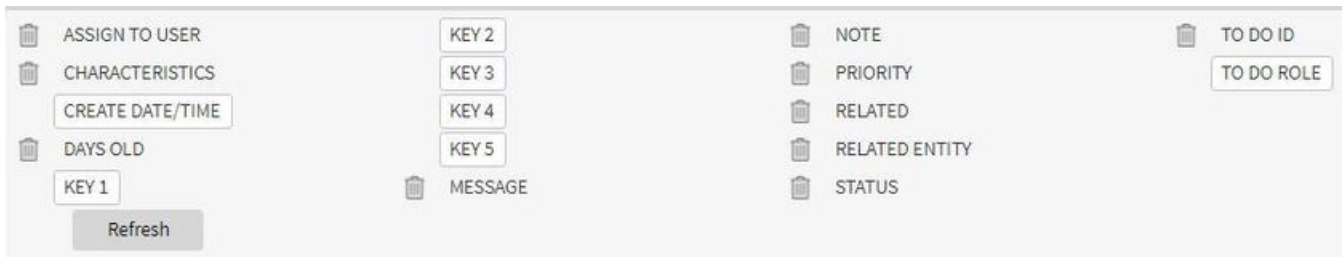 ASSIGN TO USER
CHARACTERISTICS
CREATE DATE/TIME
DAYS OLD
KEY 1
KEY 2
KEY 3
KEY 4
KEY 5
MESSAGE
NOTE
PRIORITY
RELATED
RELATED ENTITY
STATUS
TO DO ID
TO DO ROLE
Refresh